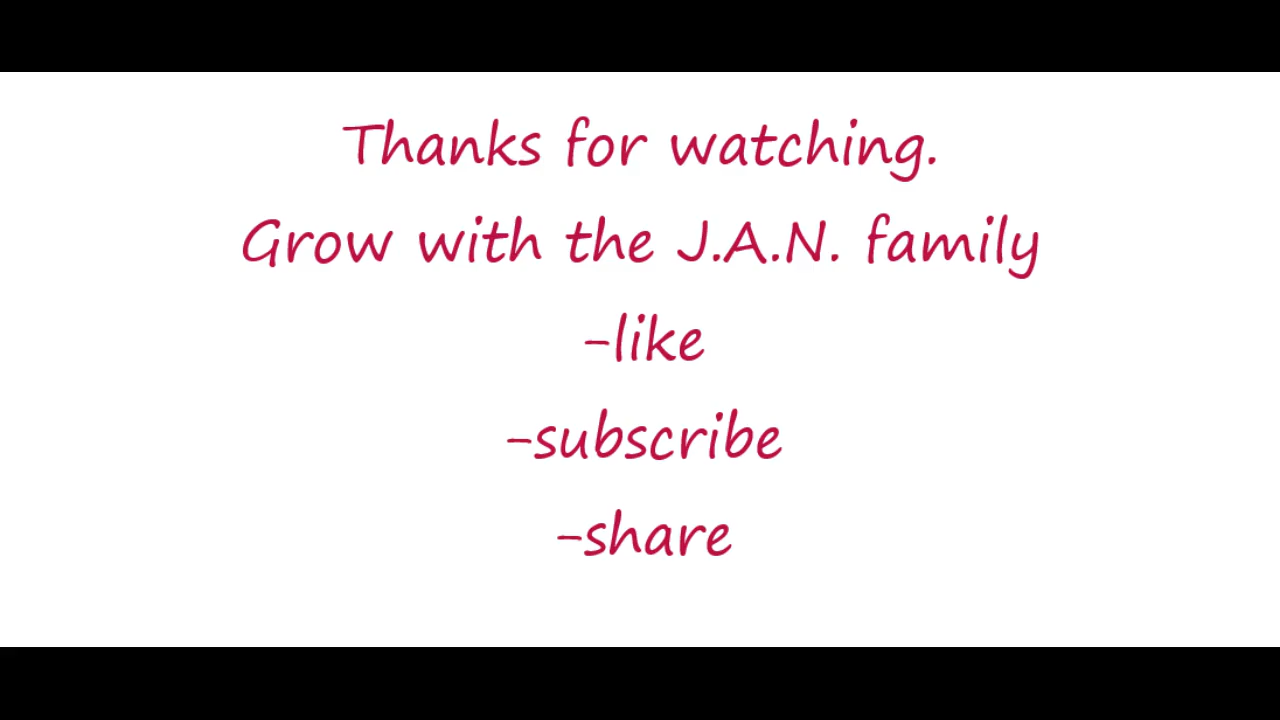 Thanks for watching.
Grow with the J.A.N. family
-like
-subscribe
-share